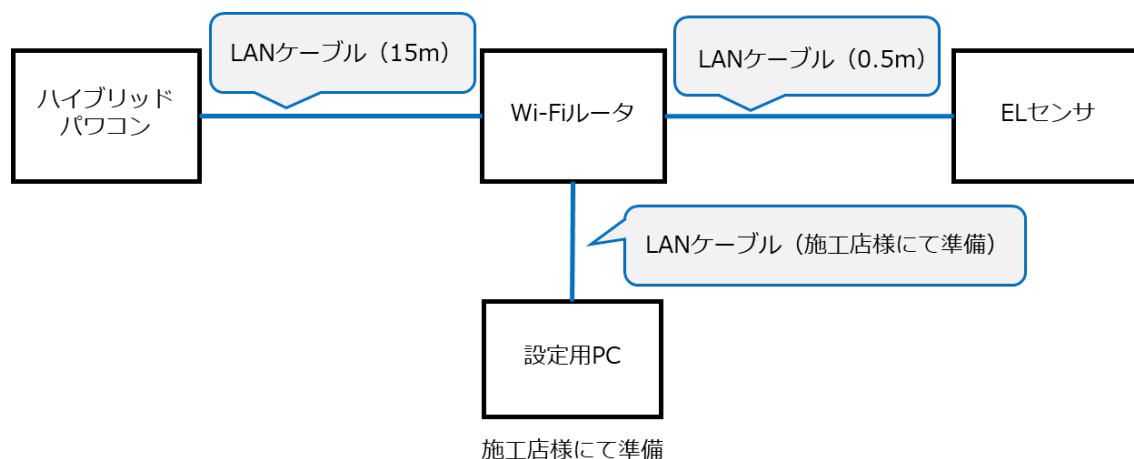 LANケーブル（15m）
LANケーブル（0.5m）
ハイブリッド
パワコン
Wi-Fiルータ
ELセンサ
LANケーブル（施工店様にて準備）
設定用PC
施工店様にて準備